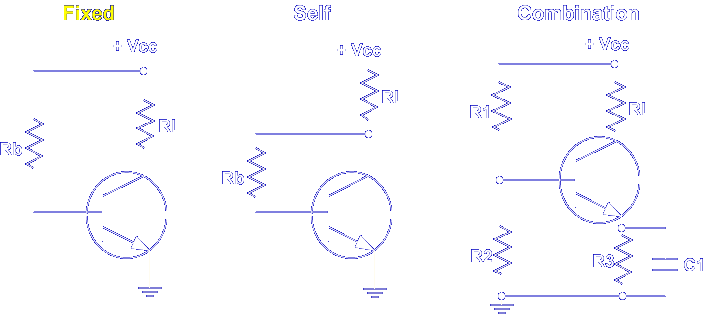 Fixed
Self
Combination
+ Vcc
+ Vcc
+ Vcc
Rb
Rl
Rb
Rl
R1
Rl
R2
R3
C1